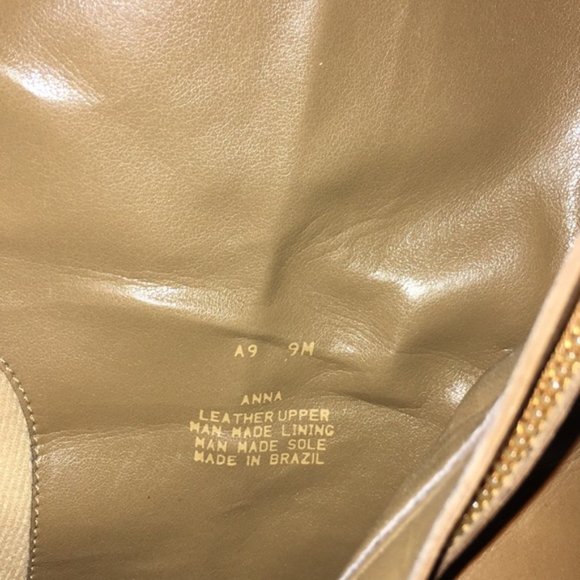 A9 9M
ANNA
LEATHER UPPER
MAN MADE LINING
MAN MADE SOLE
MADE IN BRAZIL